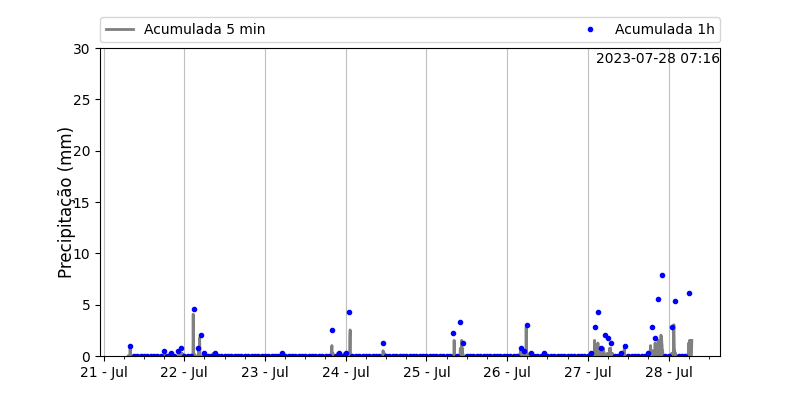 Acumulada 5 min
Acumulada 1h
2023-07-28 07:16
Precipitação (mm)
30
25
20
15
10
5
0
21 - Jul
22 - Jul
23 - Jul
24 - Jul
25 - Jul
26 - Jul
27 - Jul
28 - Jul